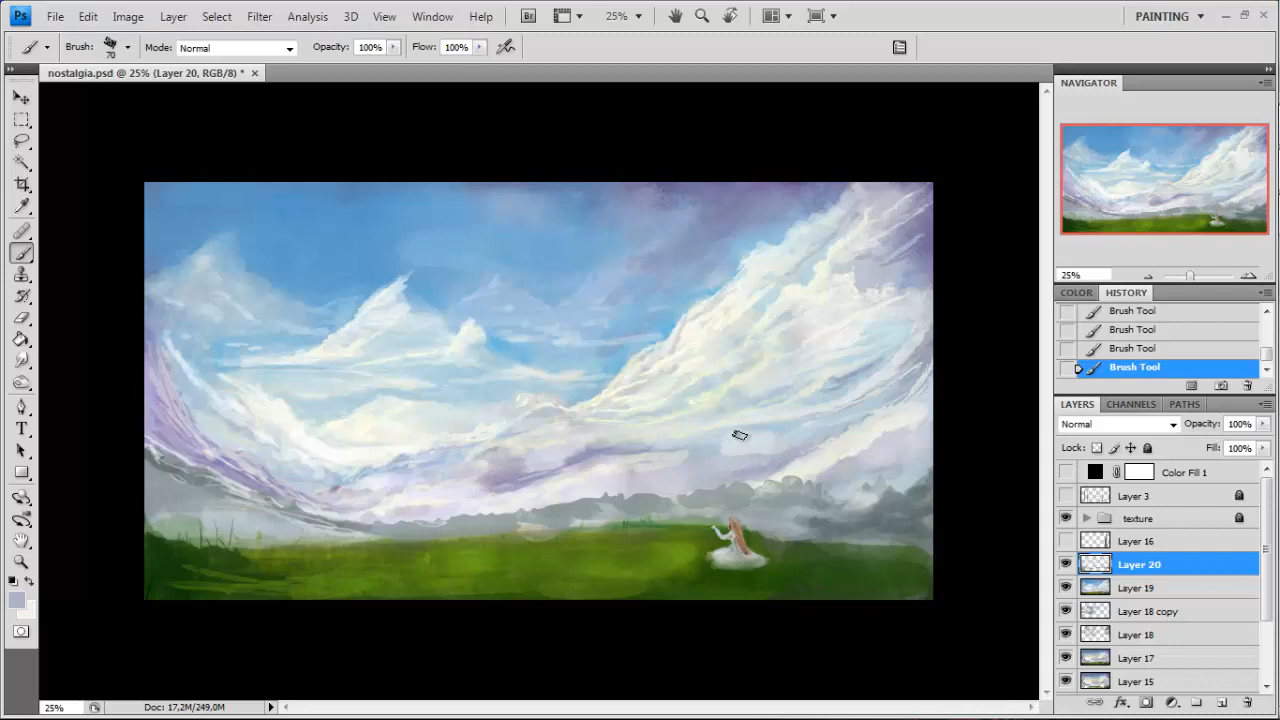 Ps File Edit Image Layer Select Filter Analysis 3D View Window Help Br 25% PAINTING
Brush: 70 Mode: Normal Opacity: 100% Flow: 100%
nostalgia.psd @ 25% (Layer 20, RGB/8) *
NAVIGATOR
25%
COLOR HISTORY
Brush Tool
Brush Tool
Brush Tool
Brush Tool
LAYERS CHANNELS PATHS
Normal Opacity: 100%
Lock: Fill: 100%
Color Fill 1
Layer 3
texture
Layer 16
Layer 20
Layer 19
Layer 18 copy
Layer 18
Layer 17
Layer 15
T
25% Doc: 17,2M/249,0M
fx